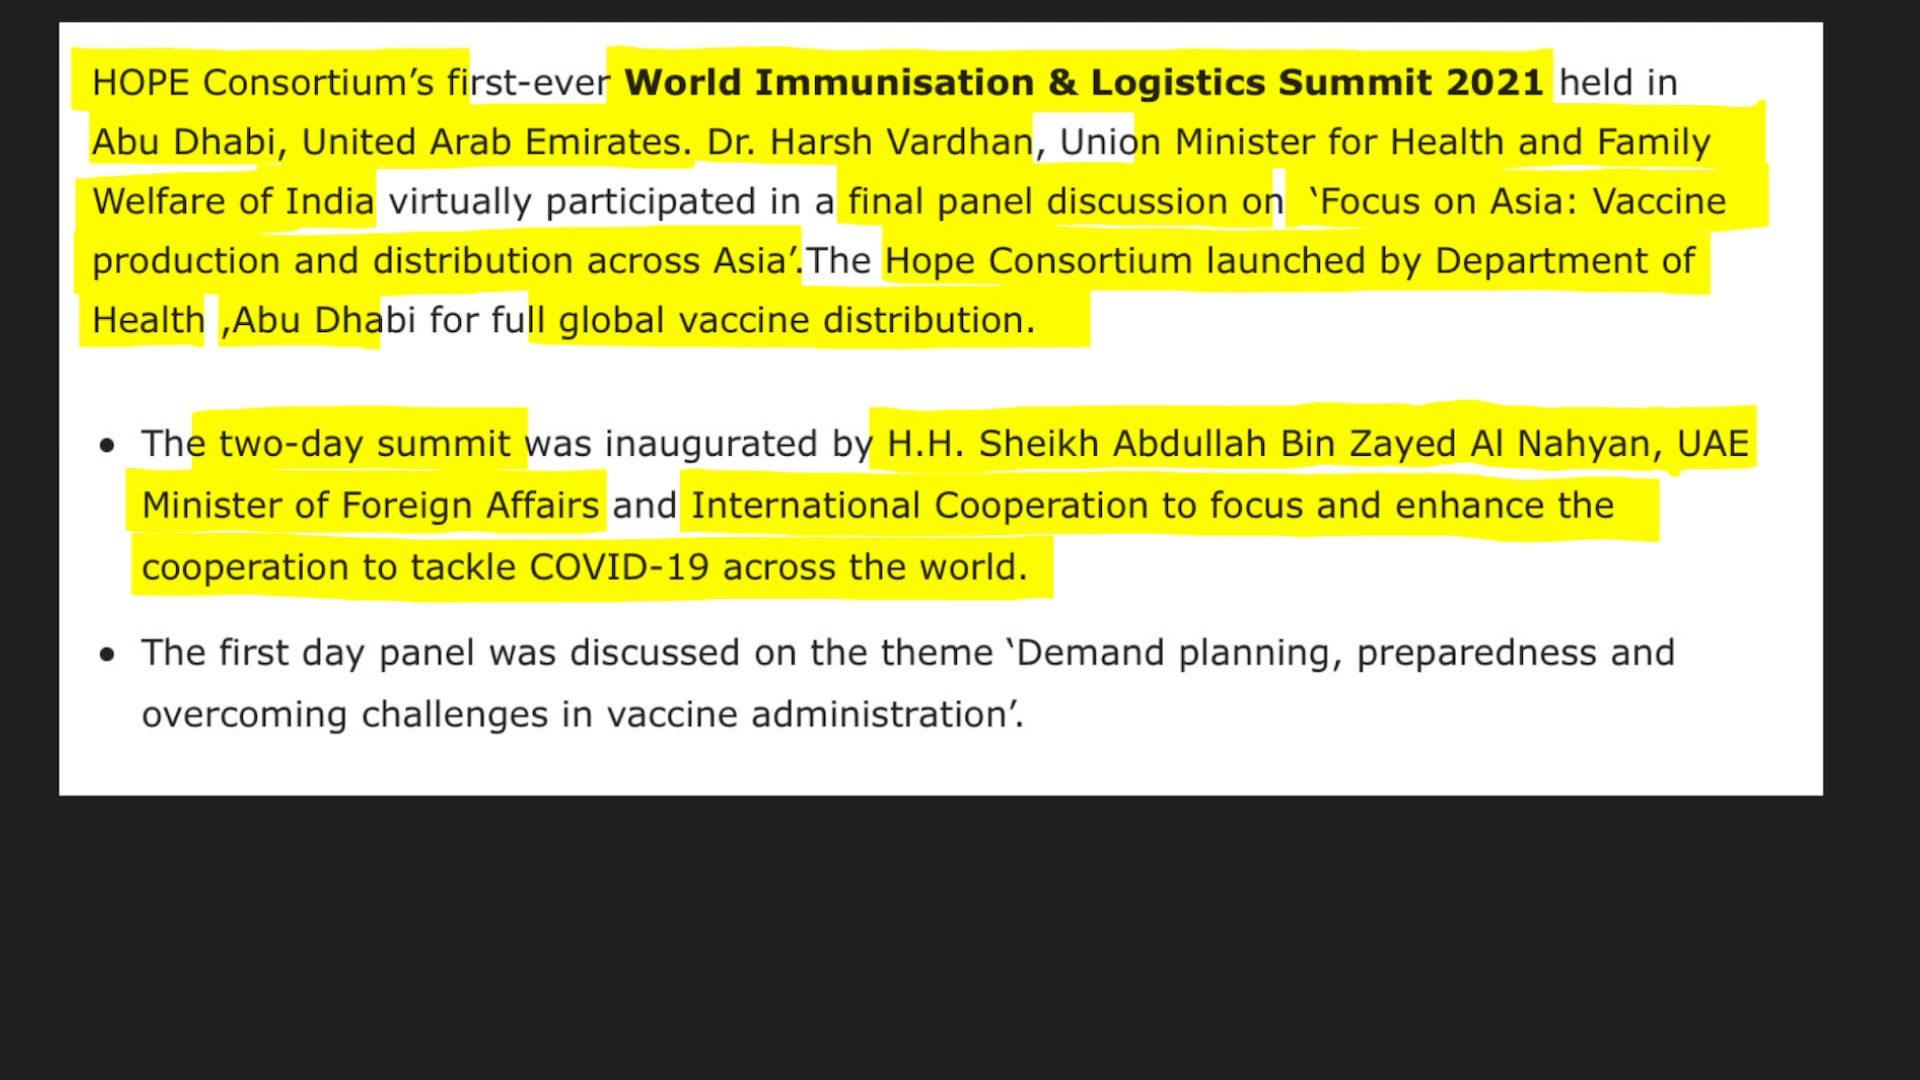 HOPE Consortium’s first-ever World Immunisation & Logistics Summit 2021 held in
Abu Dhabi, United Arab Emirates. Dr. Harsh Vardhan, Union Minister for Health and Family
Welfare of India virtually participated in a final panel discussion on ‘Focus on Asia: Vaccine
production and distribution across Asia’.The Hope Consortium launched by Department of
Health ,Abu Dhabi for full global vaccine distribution.
• The two-day summit was inaugurated by H.H. Sheikh Abdullah Bin Zayed Al Nahyan, UAE
Minister of Foreign Affairs and International Cooperation to focus and enhance the
cooperation to tackle COVID-19 across the world.
• The first day panel was discussed on the theme ‘Demand planning, preparedness and
overcoming challenges in vaccine administration’.